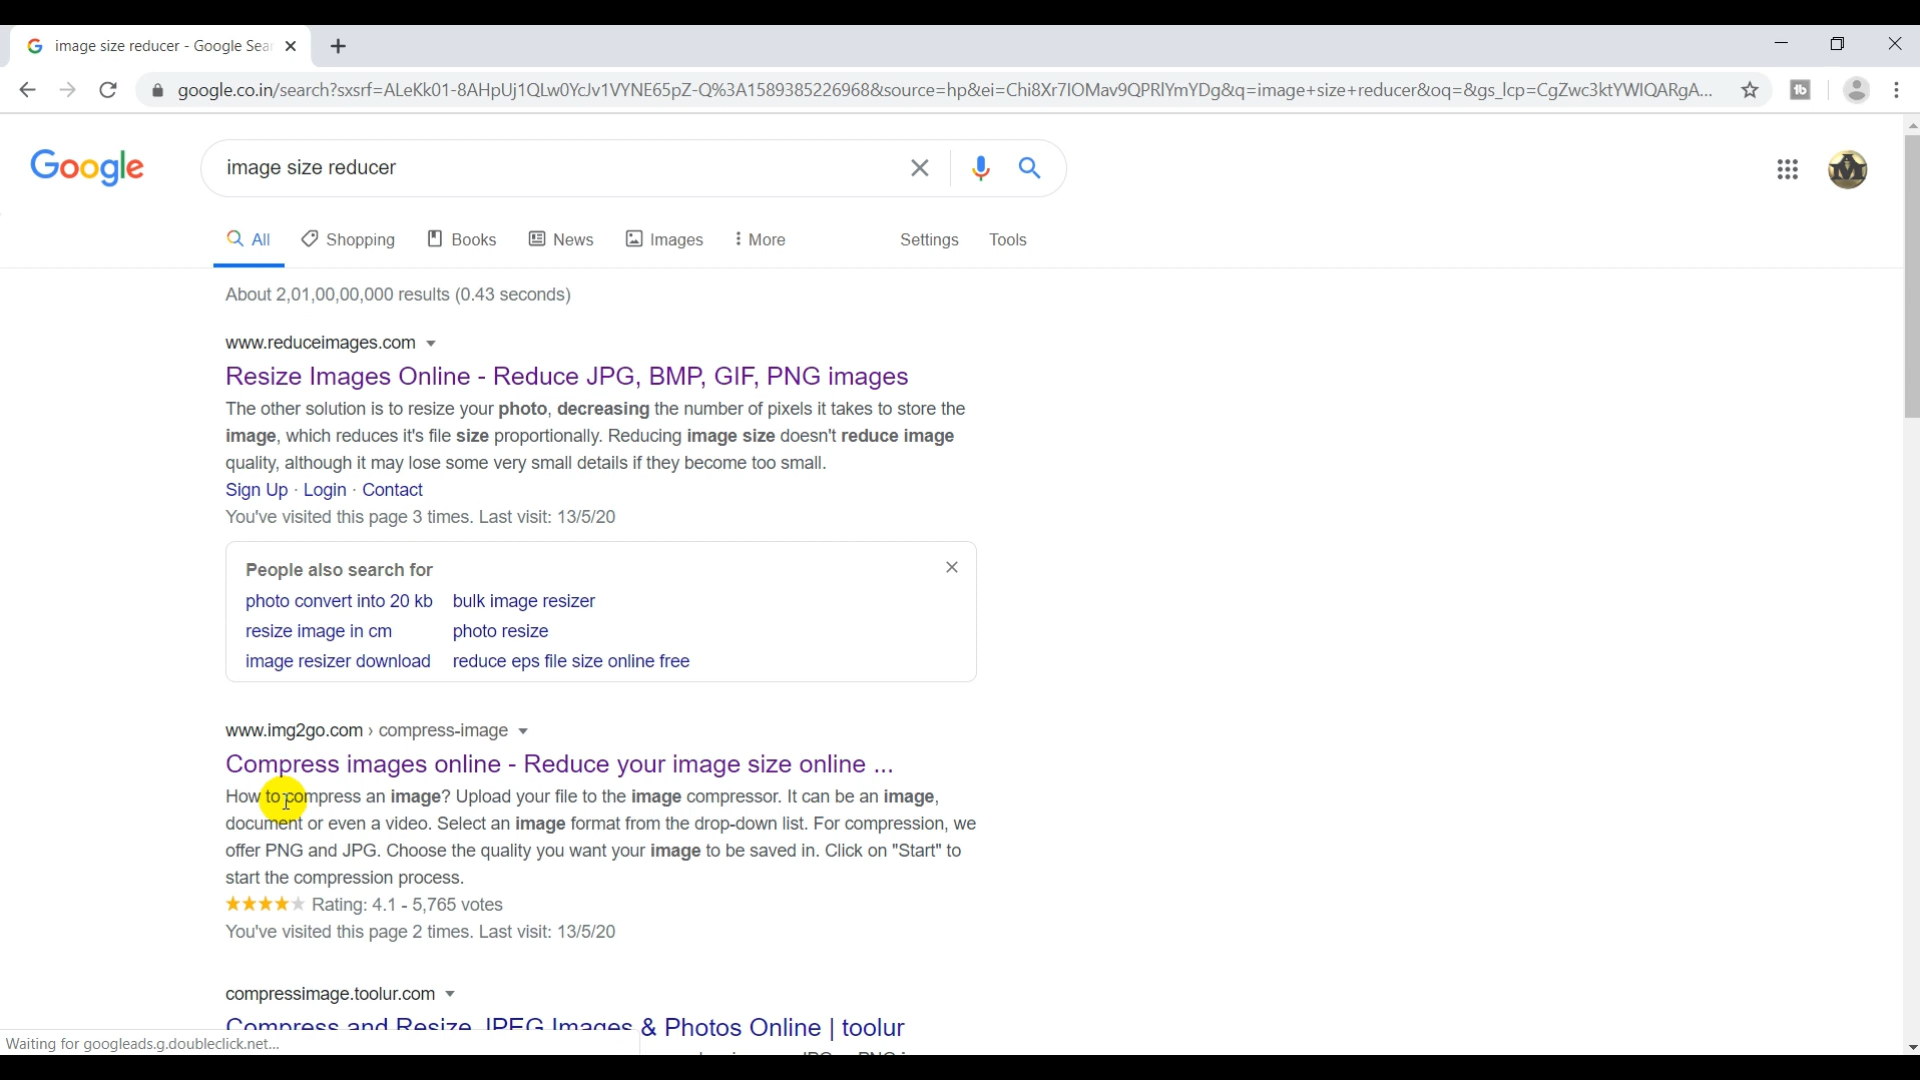 image size reducer - Google Sea
google.co.in/search?sxsrf=ALeKk01-8AHpUj1QLw0YcJv1VYNE65pZ-Q%3A1589385226968&source=hp&ei=Chi8Xr7IOMav9QPRlYmYDg&q=image+size+reducer&oq=&gs_lcp=CgZwc3ktYWIQARgA...
Google
image size reducer
All Shopping Books News Images More Settings Tools
About 2,01,00,00,000 results (0.43 seconds)
www.reduceimages.com
Resize Images Online - Reduce JPG, BMP, GIF, PNG images
The other solution is to resize your photo, decreasing the number of pixels it takes to store the
image, which reduces it's file size proportionally. Reducing image size doesn't reduce image
quality, although it may lose some very small details if they become too small.
Sign Up · Login · Contact
You've visited this page 3 times. Last visit: 13/5/20
People also search for
photo convert into 20 kb bulk image resizer
resize image in cm photo resize
image resizer download reduce eps file size online free
www.img2go.com › compress-image
Compress images online - Reduce your image size online ...
How to compress an image? Upload your file to the image compressor. It can be an image,
document or even a video. Select an image format from the drop-down list. For compression, we
offer PNG and JPG. Choose the quality you want your image to be saved in. Click on "Start" to
start the compression process.
Rating: 4.1 - 5,765 votes
You've visited this page 2 times. Last visit: 13/5/20
compressimage.toolur.com
Compress and Resize JPEG Images & Photos Online | toolur
Waiting for googleads.g.doubleclick.net...